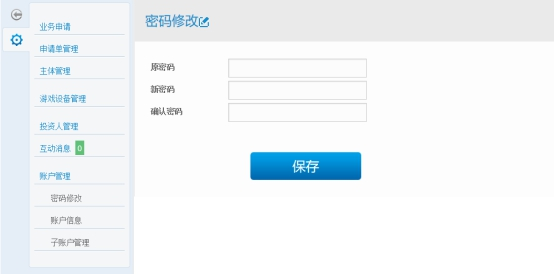 业务申请
申请单管理
主体管理
游戏设备管理
投资人管理
互动消息 0
账户管理
密码修改
账户信息
子账户管理
密码修改
原密码
新密码
确认密码
保存